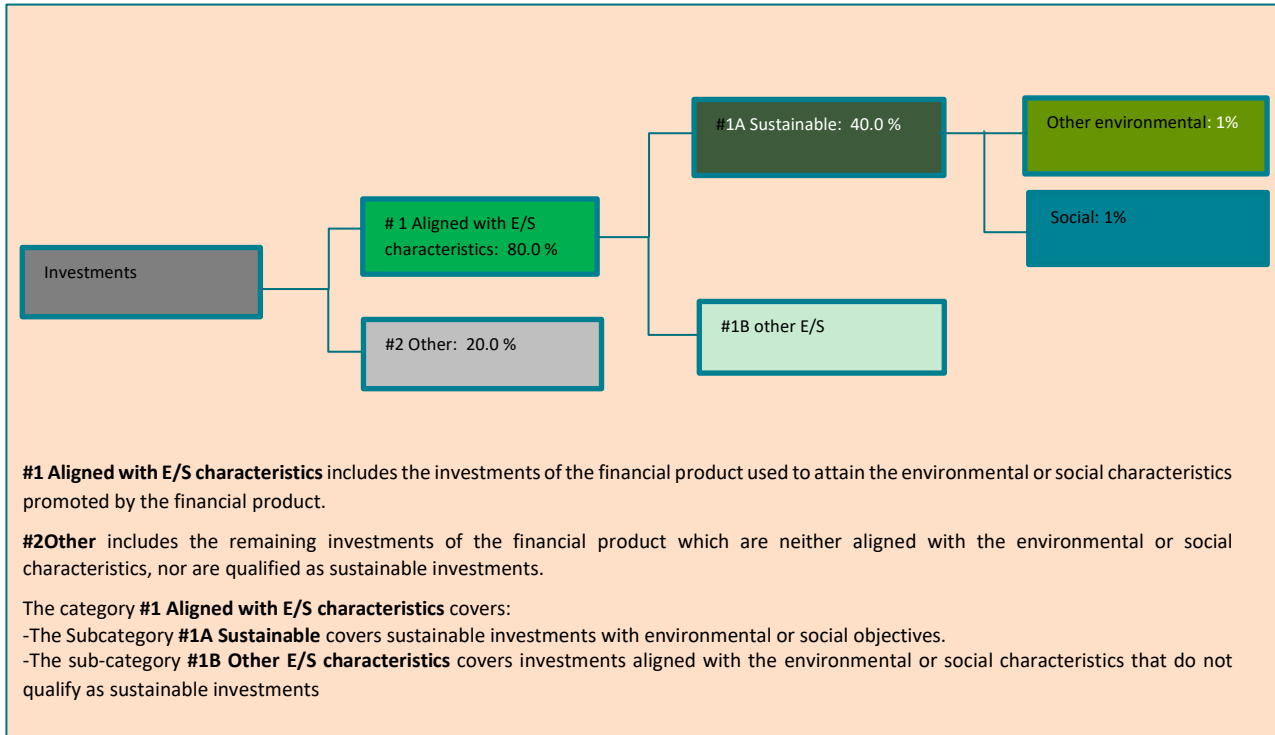 #1A Sustainable: 40.0 %
Other environmental: 1%
# 1 Aligned with E/S
characteristics: 80.0 %
Social: 1%
Investments
#1B other E/S
#2 Other: 20.0 %
#1 Aligned with E/S characteristics includes the investments of the financial product used to attain the environmental or social characteristics
promoted by the financial product.
#2Other includes the remaining investments of the financial product which are neither aligned with the environmental or social
characteristics, nor are qualified as sustainable investments.
The category #1 Aligned with E/S characteristics covers:
-The Subcategory #1A Sustainable covers sustainable investments with environmental or social objectives.
-The sub-category #1B Other E/S characteristics covers investments aligned with the environmental or social characteristics that do not
qualify as sustainable investments